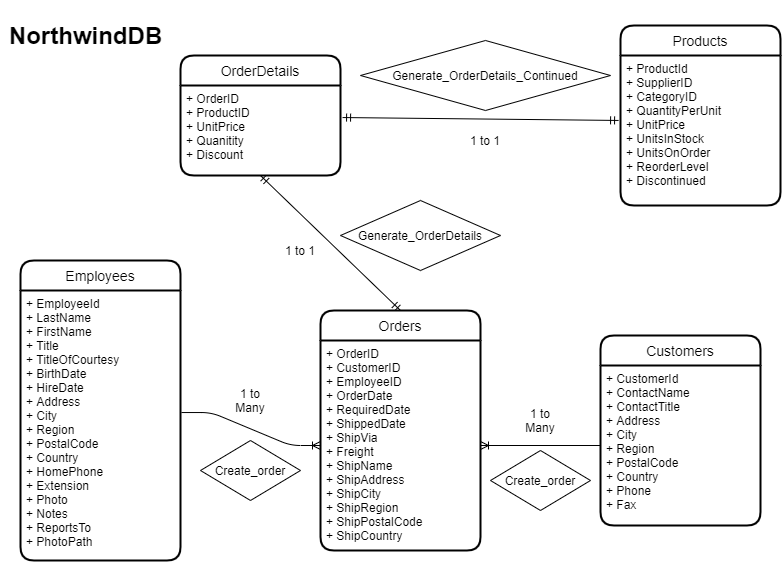 NorthwindDB
OrderDetails
+ OrderID
+ ProductID
+ UnitPrice
+ Quanitity
+ Discount
Generate_OrderDetails_Continued
1 to 1
Products
+ ProductId
+ SupplierID
+ CategoryID
+ QuantityPerUnit
+ UnitPrice
+ UnitsInStock
+ UnitsOnOrder
+ ReorderLevel
+ Discontinued
Generate_OrderDetails
1 to 1
Employees
+ EmployeeId
+ LastName
+ FirstName
+ Title
+ TitleOfCourtesy
+ BirthDate
+ HireDate
+ Address
+ City
+ Region
+ PostalCode
+ Country
+ HomePhone
+ Extension
+ Photo
+ Notes
+ ReportsTo
+ PhotoPath
1 to
Many
Create_order
Orders
+ OrderID
+ CustomerID
+ EmployeeID
+ OrderDate
+ RequiredDate
+ ShippedDate
+ ShipVia
+ Freight
+ ShipName
+ ShipAddress
+ ShipCity
+ ShipRegion
+ ShipPostalCode
+ ShipCountry
1 to
Many
Create_order
Customers
+ CustomerId
+ ContactName
+ ContactTitle
+ Address
+ City
+ Region
+ PostalCode
+ Country
+ Phone
+ Fax